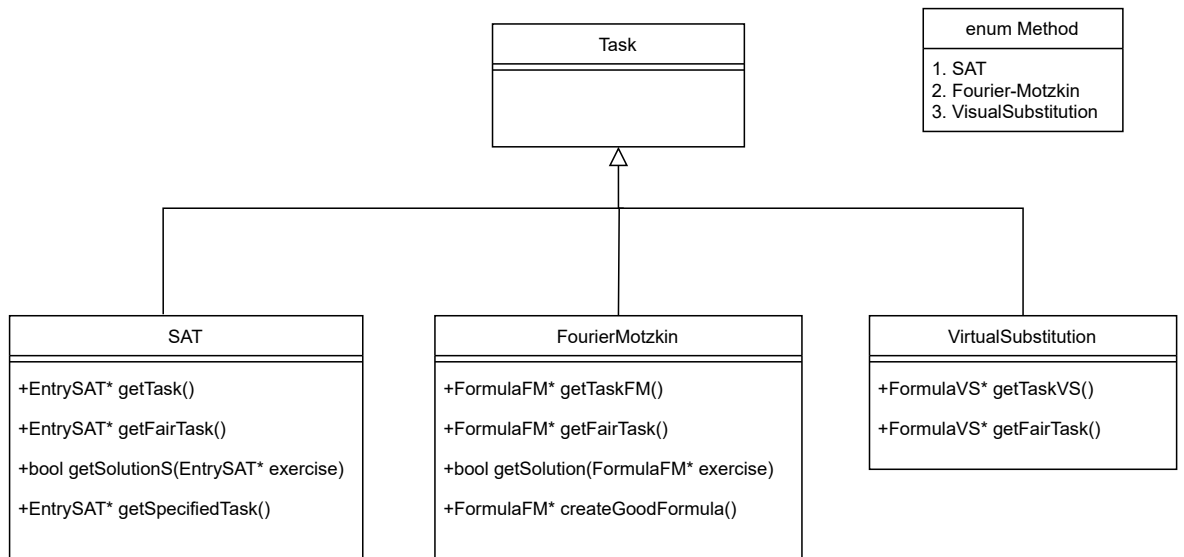 Task
enum Method
1. SAT
2. Fourier-Motzkin
3. VisualSubstitution
SAT
+EntrySAT* getTask()
+EntrySAT* getFairTask()
+bool getSolutionS(EntrySAT* exercise)
+EntrySAT* getSpecifiedTask()
FourierMotzkin
+FormulaFM* getTaskFM()
+FormulaFM* getFairTask()
+bool getSolution(FormulaFM* exercise)
+FormulaFM* createGoodFormula()
VirtualSubstitution
+FormulaVS* getTaskVS()
+FormulaVS* getFairTask()